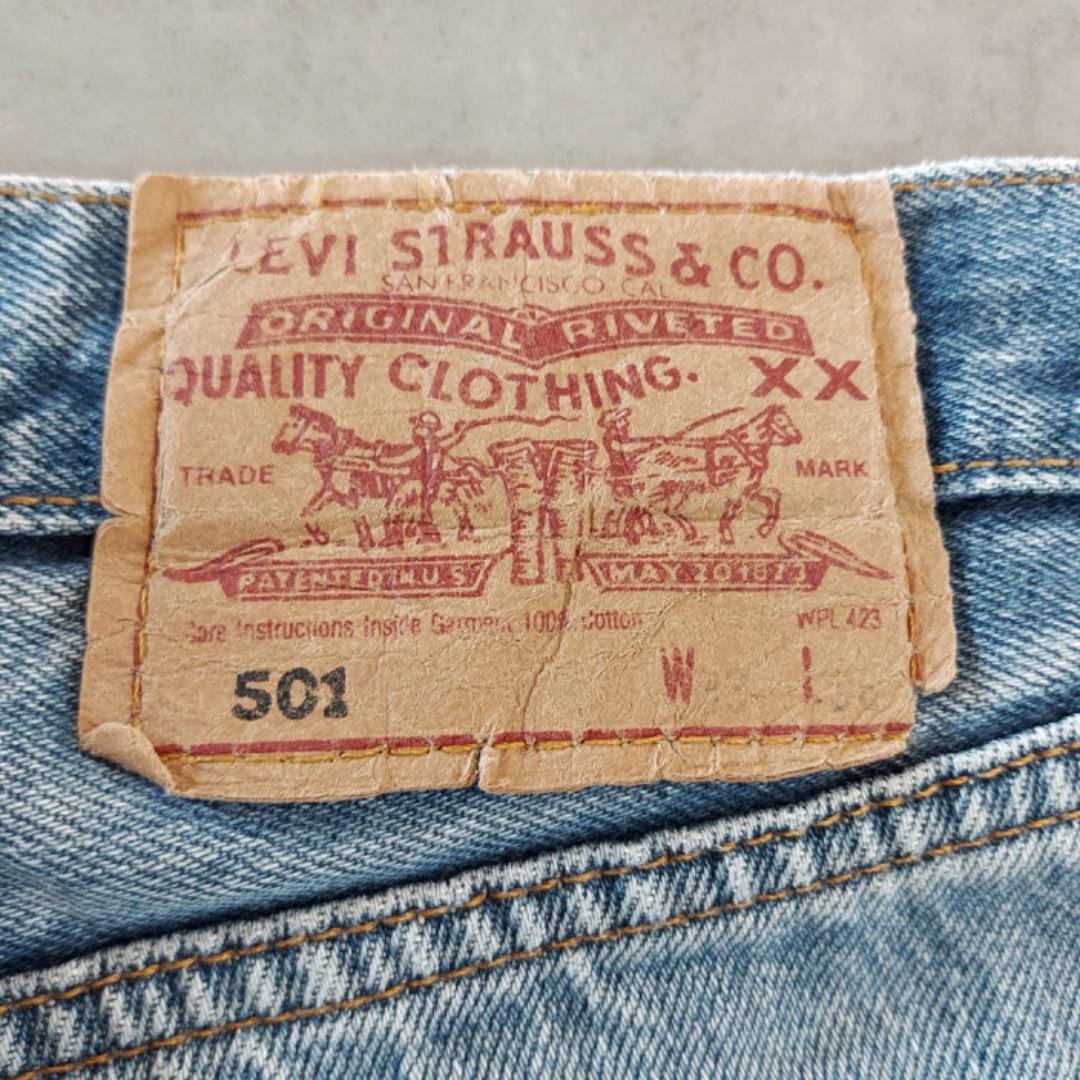 LEVI STRAUSS & CO.
SAN FRANCISCO CAL
ORIGINAL RIVETED
QUALITY CLOTHING. XX
TRADE MARK
PATENTED IN U.S MAY 20 1873
Care Instructions Inside Garment 100% Cotton WPL 423
501 W L